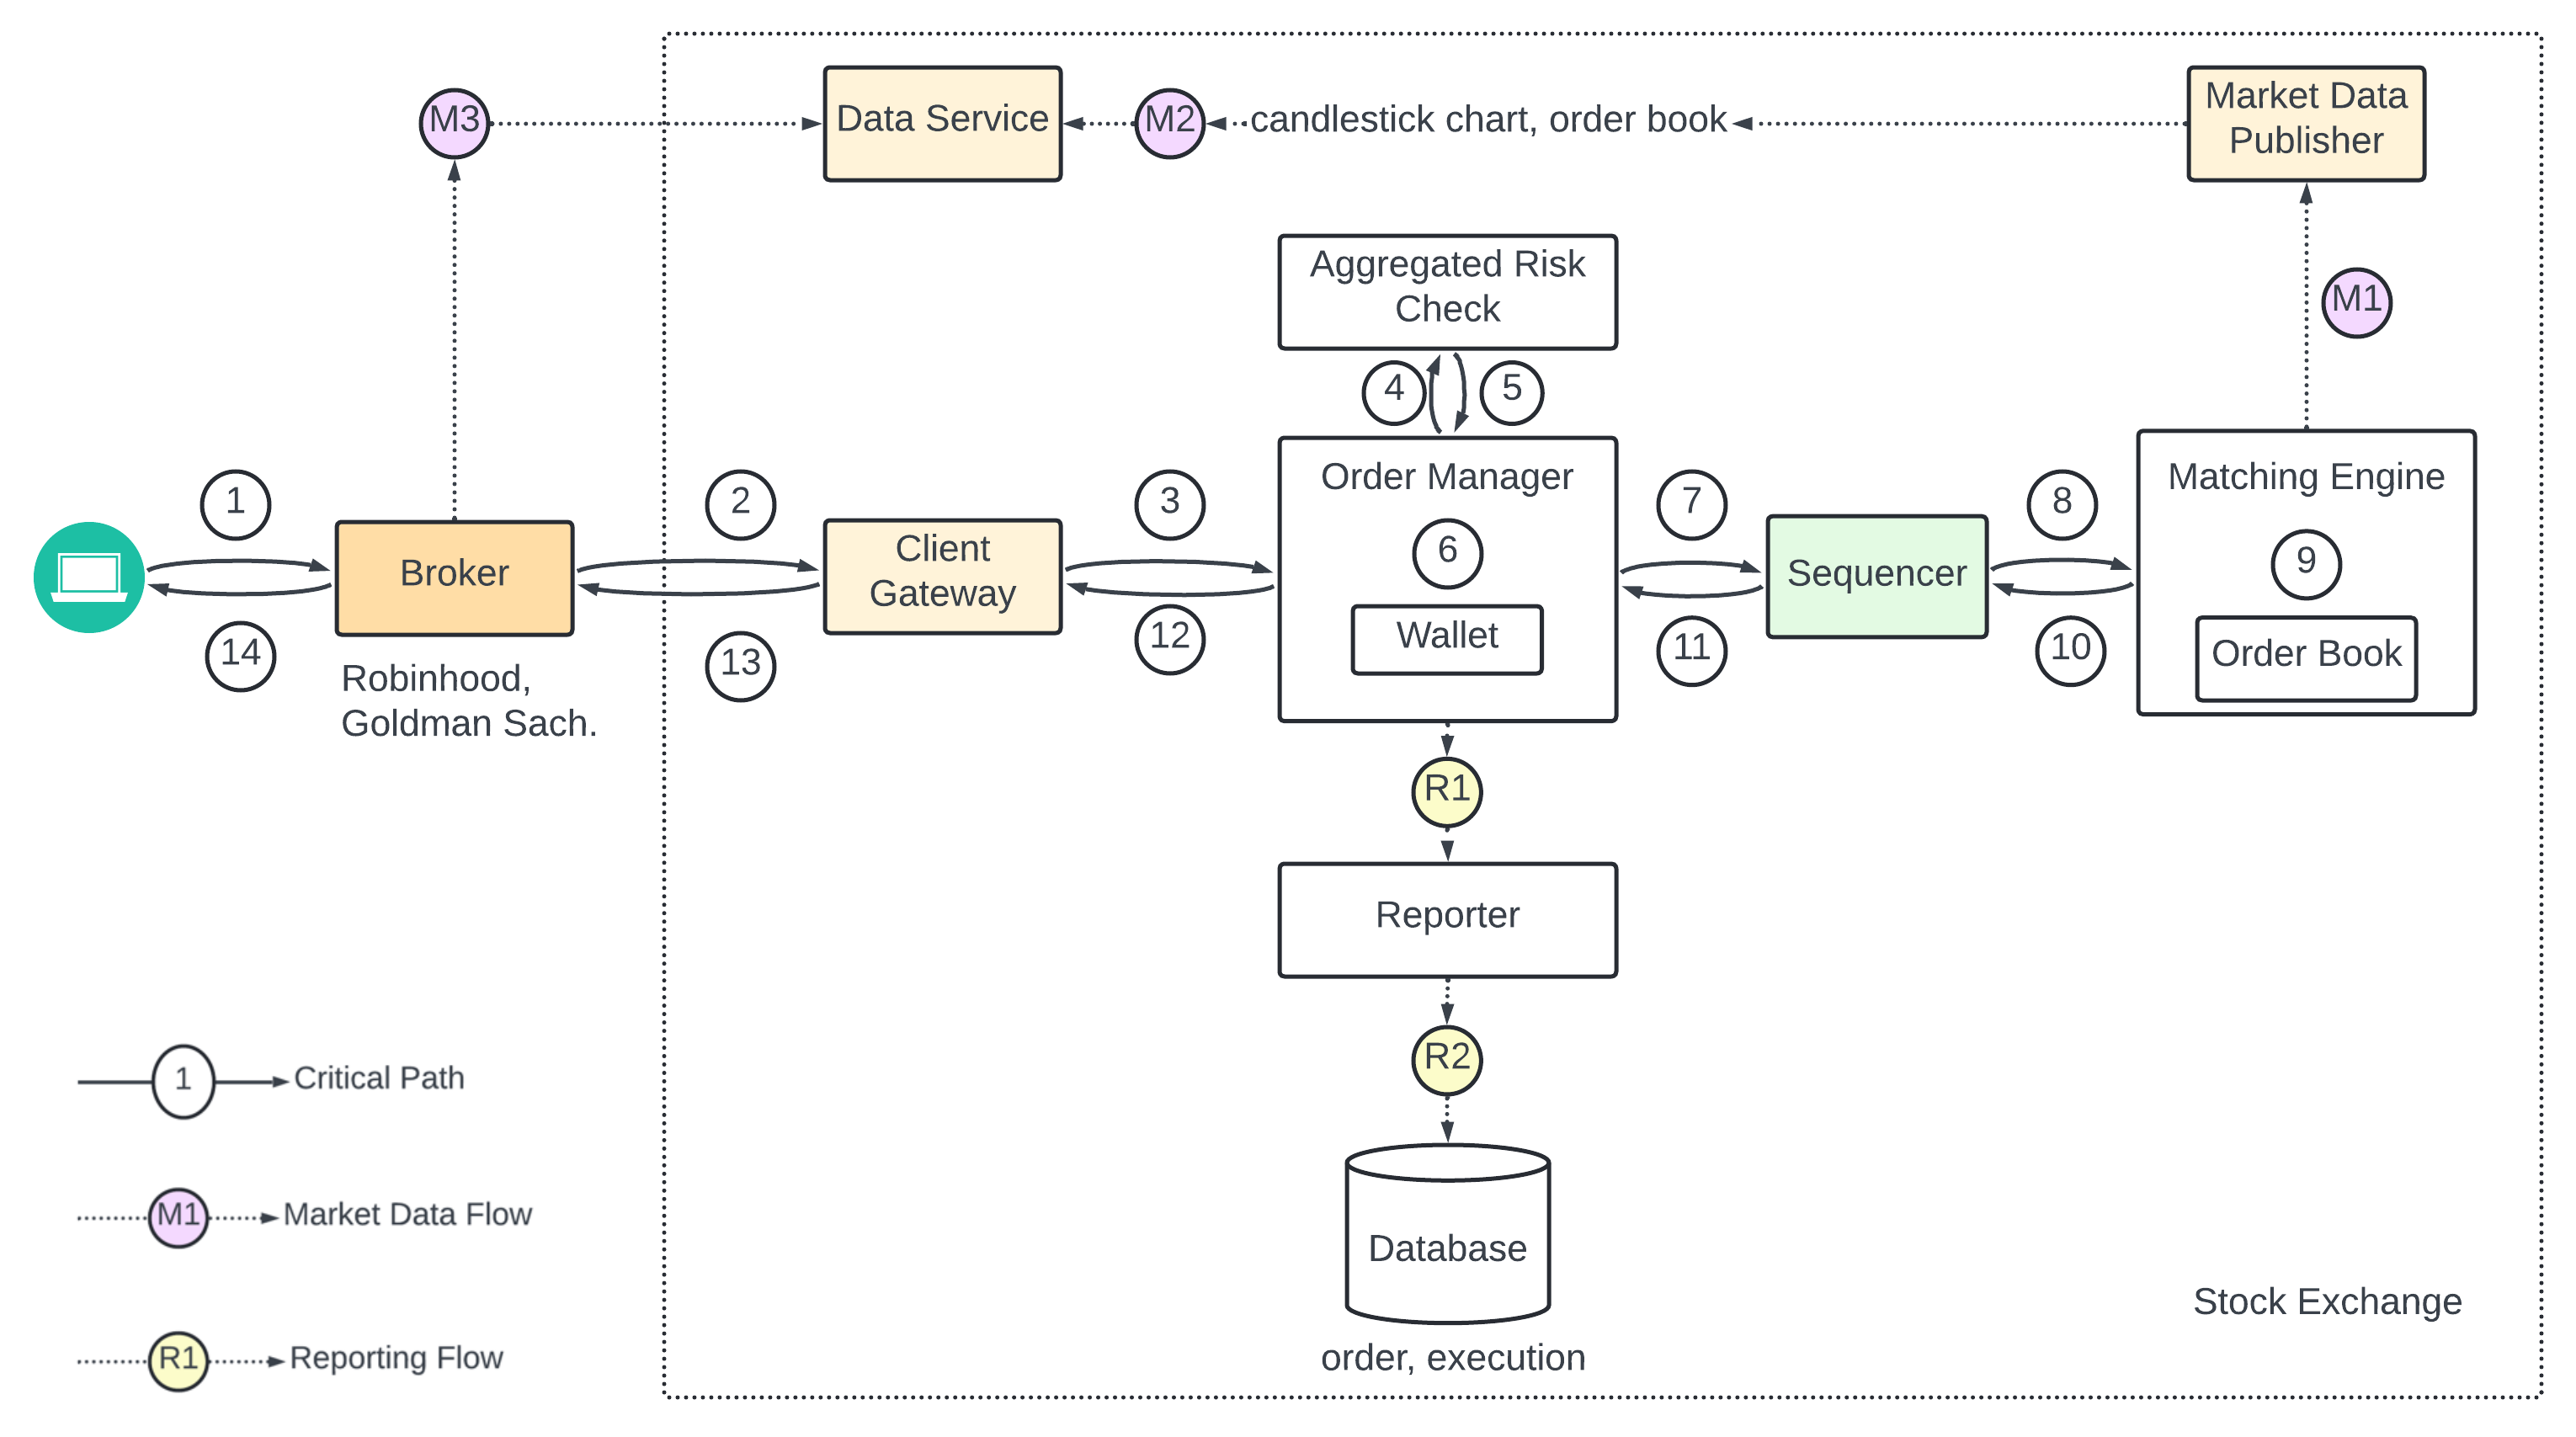 M3
Data Service
M2
candlestick chart, order book
Market Data
Publisher
Aggregated Risk
Check
M1
4
5
1
2
3
Order Manager
6
Wallet
7
8
Matching Engine
9
Order Book
Broker
Client
Gateway
Sequencer
14
13
12
11
10
Robinhood,
Goldman Sach.
R1
Reporter
R2
Database
order, execution
Stock Exchange
1
Critical Path
M1
Market Data Flow
R1
Reporting Flow